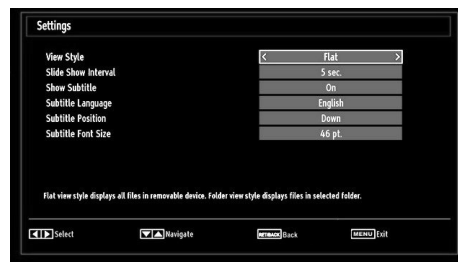 Settings
View Style < Flat >
Slide Show Interval 5 sec.
Show Subtitle On
Subtitle Language English
Subtitle Position Down
Subtitle Font Size 46 pt.
Flat view style displays all files in removable device. Folder view style displays files in selected folder.
Select Navigate RET/BACK Back MENU Exit